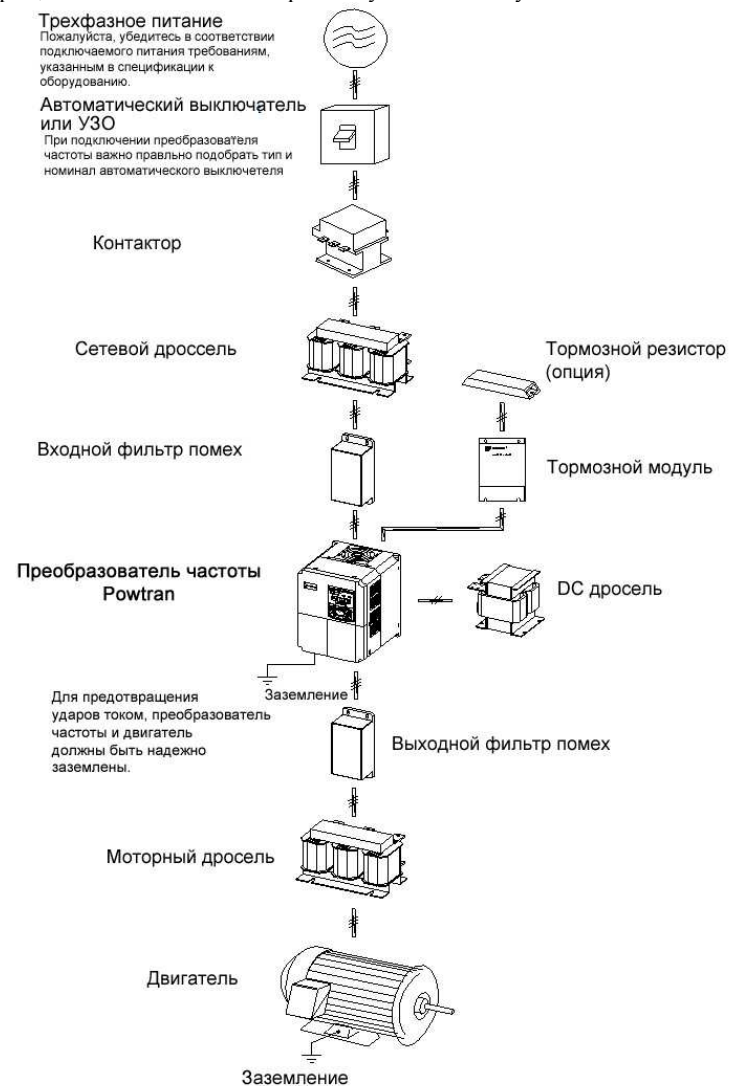 Трехфазное питание
Пожалуйста, убедитесь в соответствии
подключаемого питания требованиям,
указанным в спецификации к
оборудованию.
Автоматический выключатель
или УЗО
При подключении преобразователя
частоты важно правльно подобрать тип и
номинал автоматического выключетеля
Контактор
Сетевой дроссель
Тормозной резистор
(опция)
Входной фильтр помех
Тормозной модуль
Преобразователь частоты
Powtran
DC дросель
Заземление
Для предотвращения
ударов током, преобразователь
частоты и двигатель
должны быть надежно
заземлены.
Выходной фильтр помех
Моторный дросель
Двигатель
Заземление